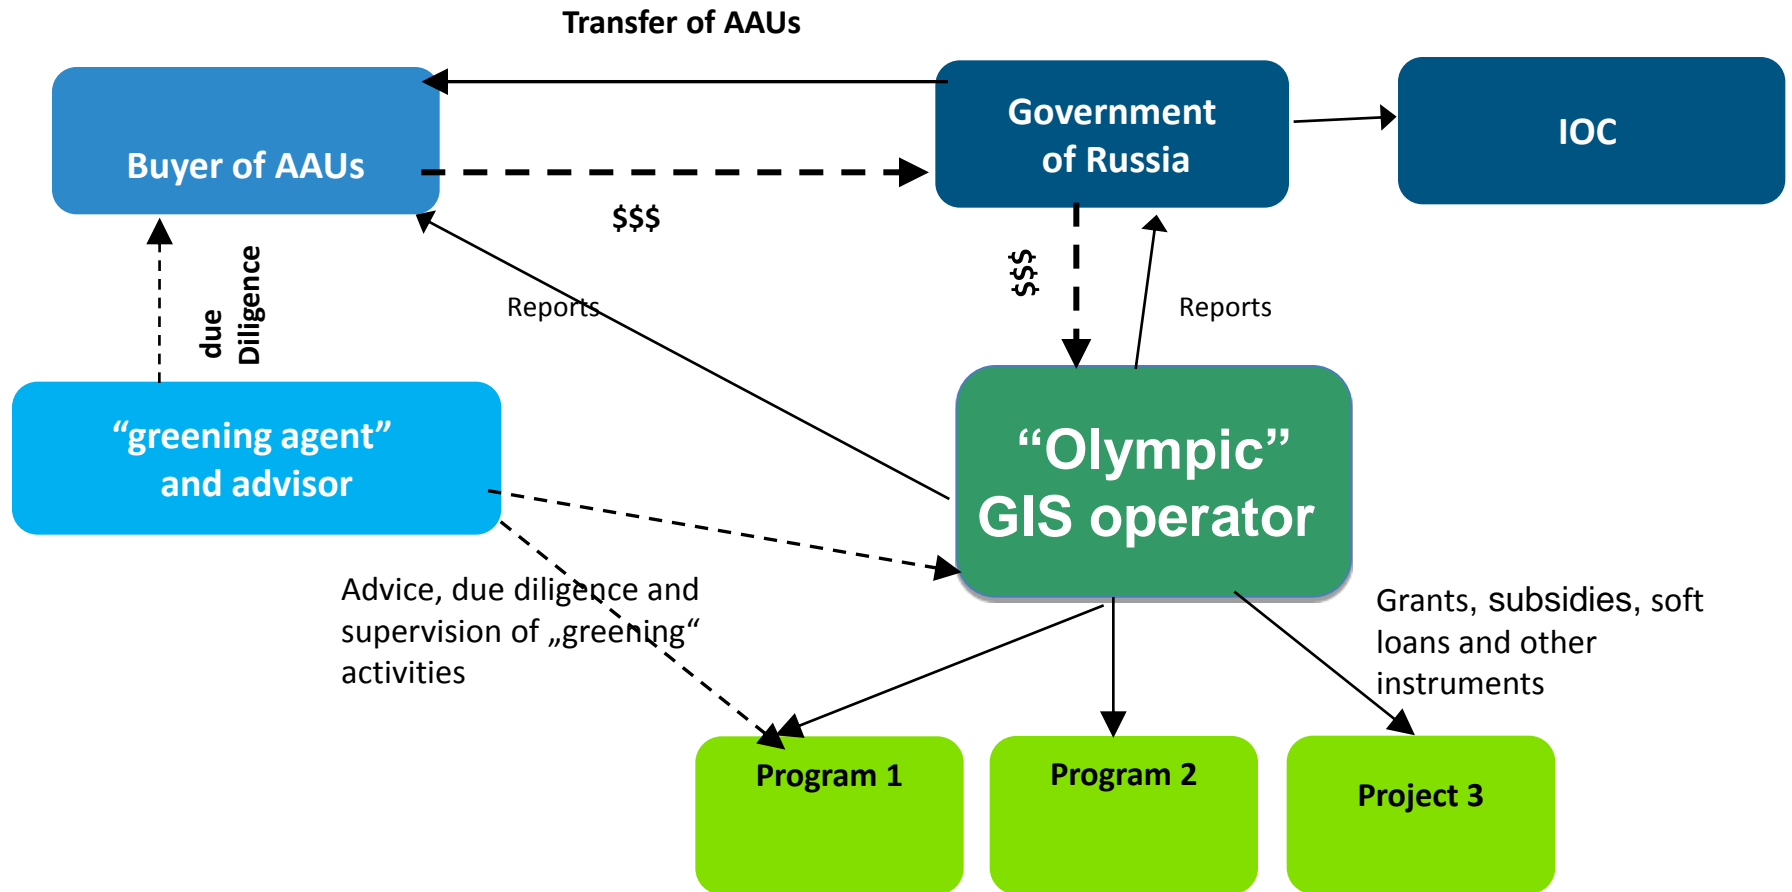 Transfer of AAUs
Buyer of AAUs
Government
of Russia
IOC
$$$
due
Diligence
Reports
$$$
Reports
“greening agent”
and advisor
“Olympic”
GIS operator
Advice, due diligence and
supervision of „greening“
activities
Grants, subsidies, soft
loans and other
instruments
Program 1
Program 2
Project 3